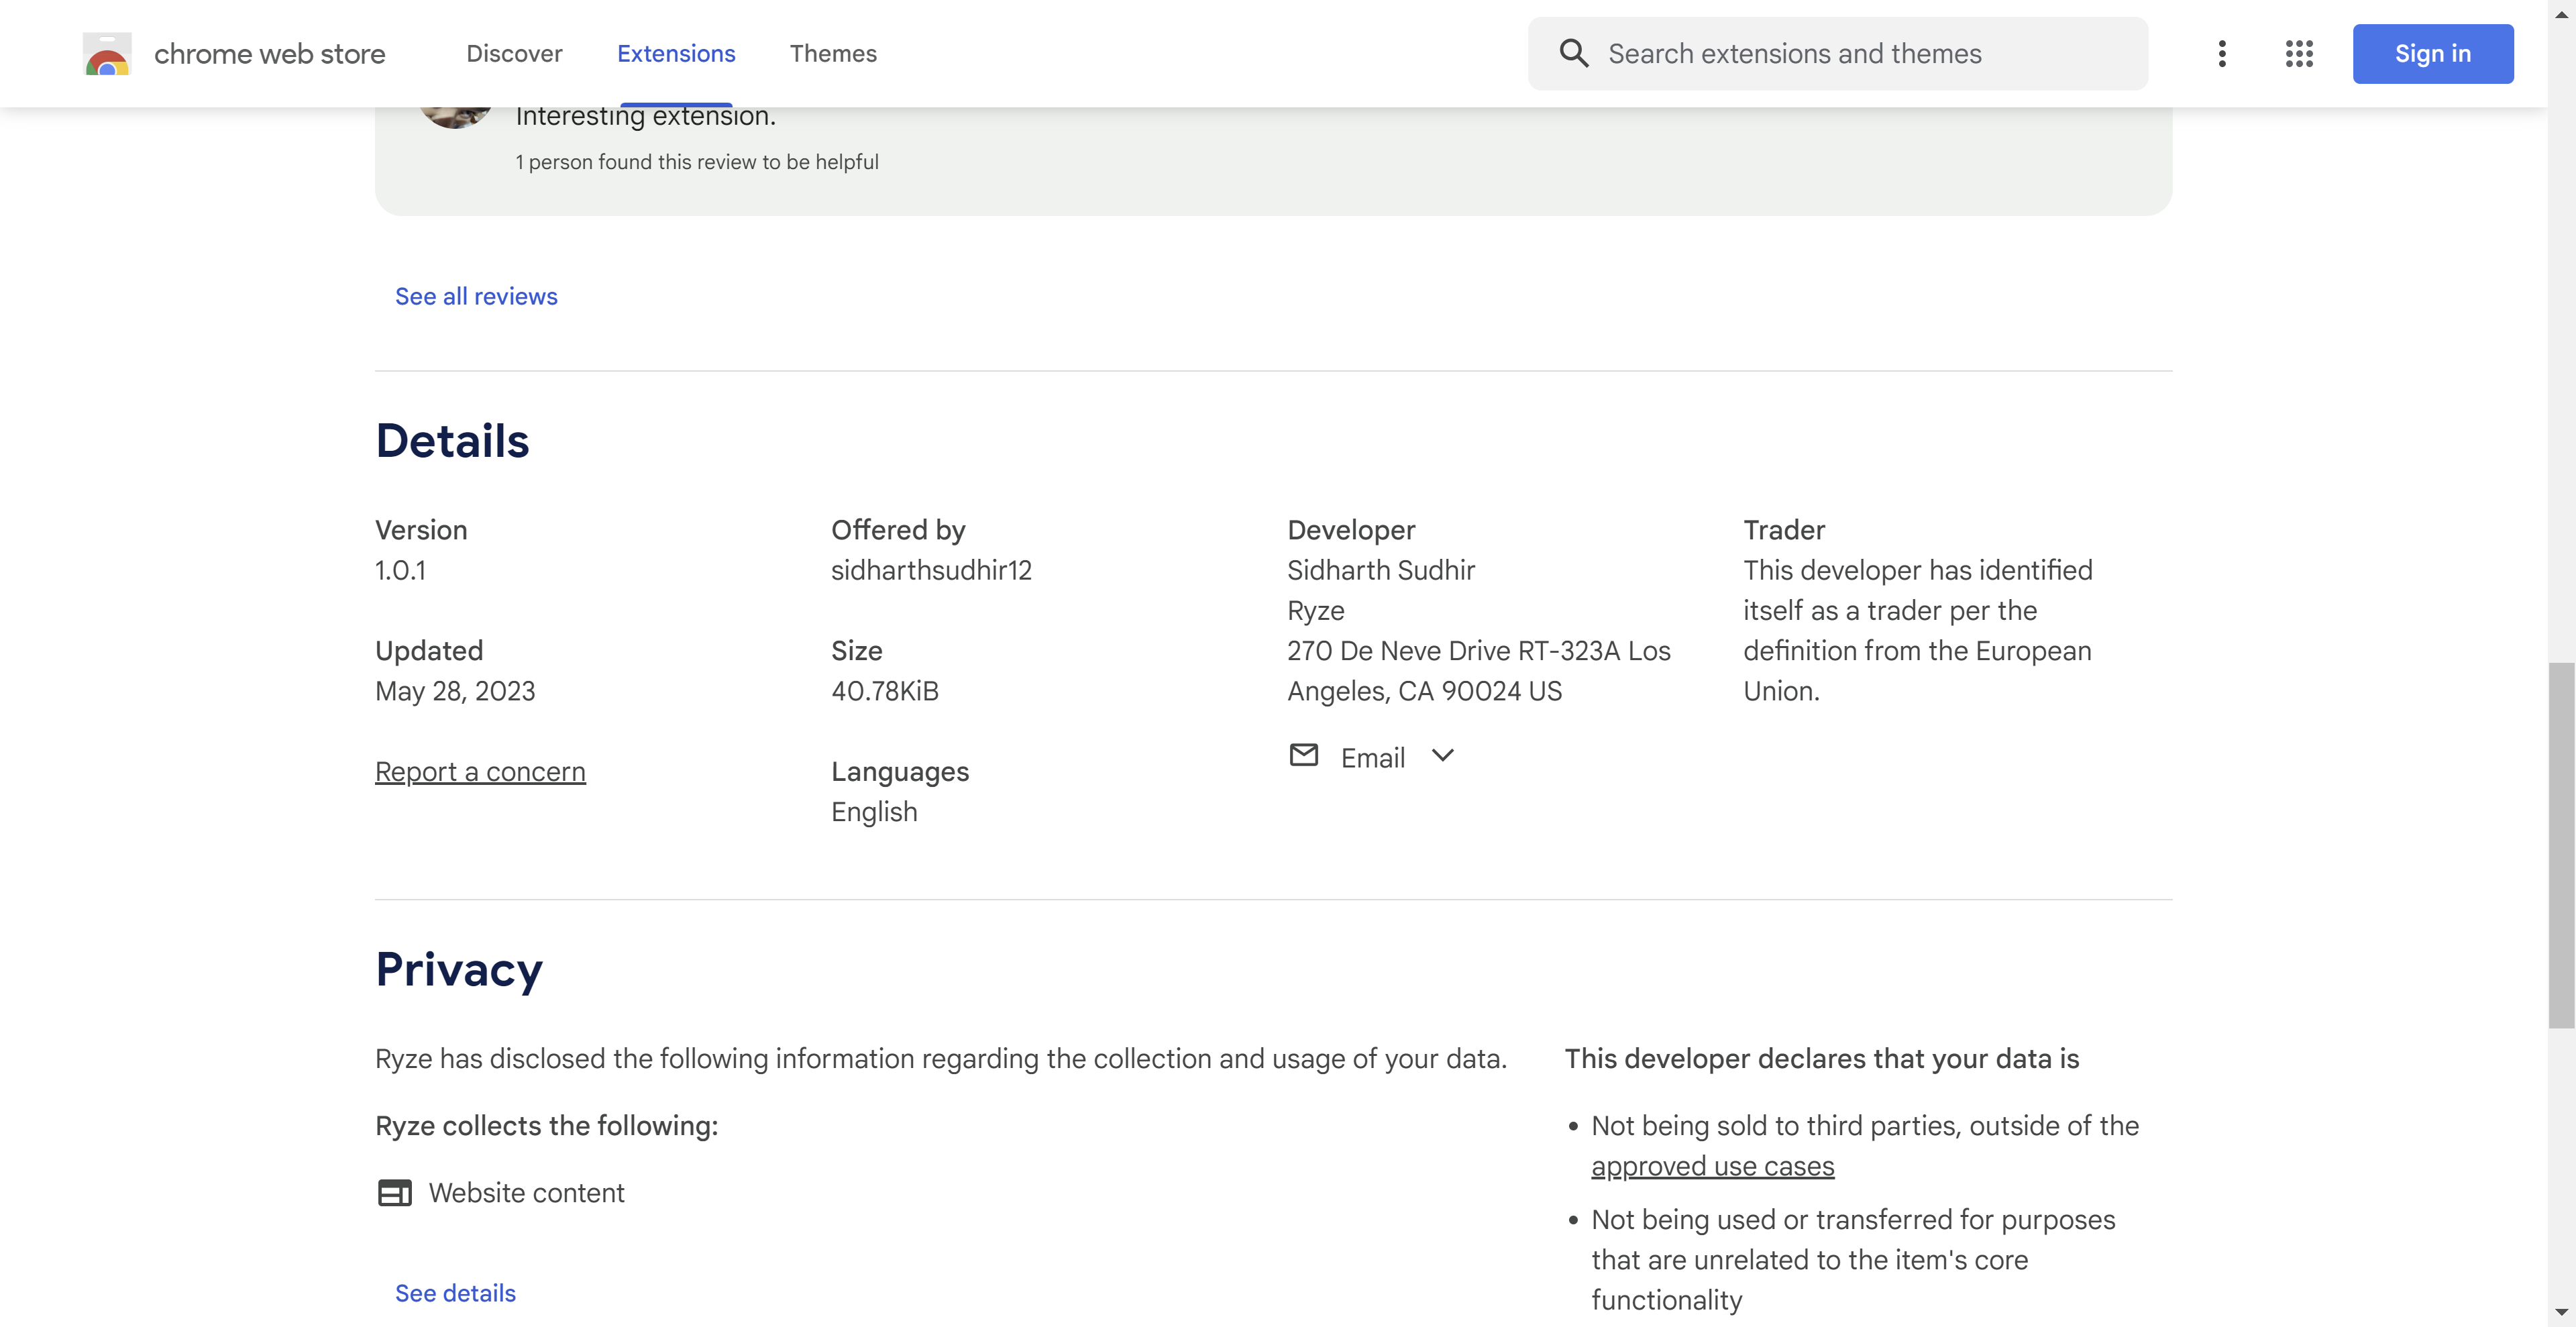 chrome web store
Discover
Extensions
Themes
Search extensions and themes
Sign in
Interesting extension.
1 person found this review to be helpful
See all reviews
Details
Version
1.0.1
Updated
May 28, 2023
Report a concern
Offered by
sidharthsudhir12
Size
40.78KiB
Languages
English
Developer
Sidharth Sudhir
Ryze
270 De Neve Drive RT-323A Los
Angeles, CA 90024 US
Email
Trader
This developer has identified
itself as a trader per the
definition from the European
Union.
Privacy
Ryze has disclosed the following information regarding the collection and usage of your data.
Ryze collects the following:
Website content
See details
This developer declares that your data is
• Not being sold to third parties, outside of the
approved use cases
• Not being used or transferred for purposes
that are unrelated to the item's core
functionality